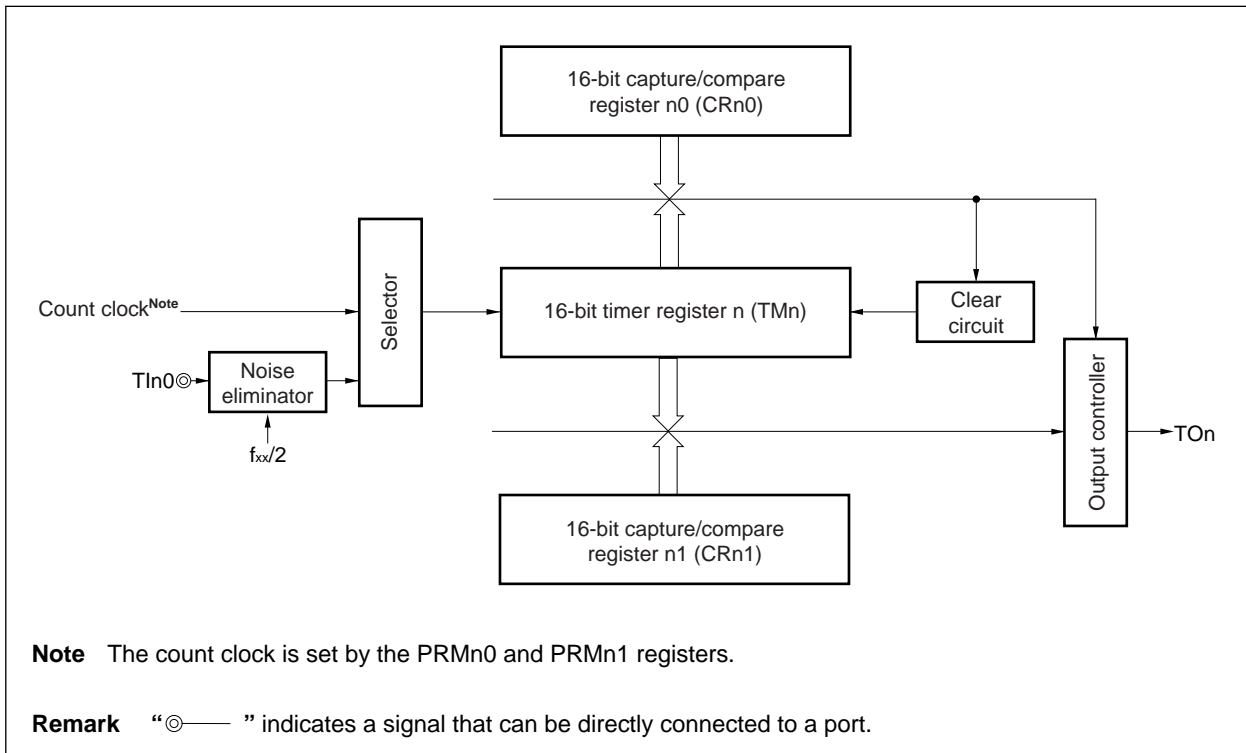 16-bit capture/compare
register n0 (CRn0)
Selector
Count clockNote
16-bit timer register n (TMn)
Clear
circuit
TIn0
Noise
eliminator
fxx/2
Output controller
TOn
16-bit capture/compare
register n1 (CRn1)
Note The count clock is set by the PRMn0 and PRMn1 registers.
Remark “ ” indicates a signal that can be directly connected to a port.